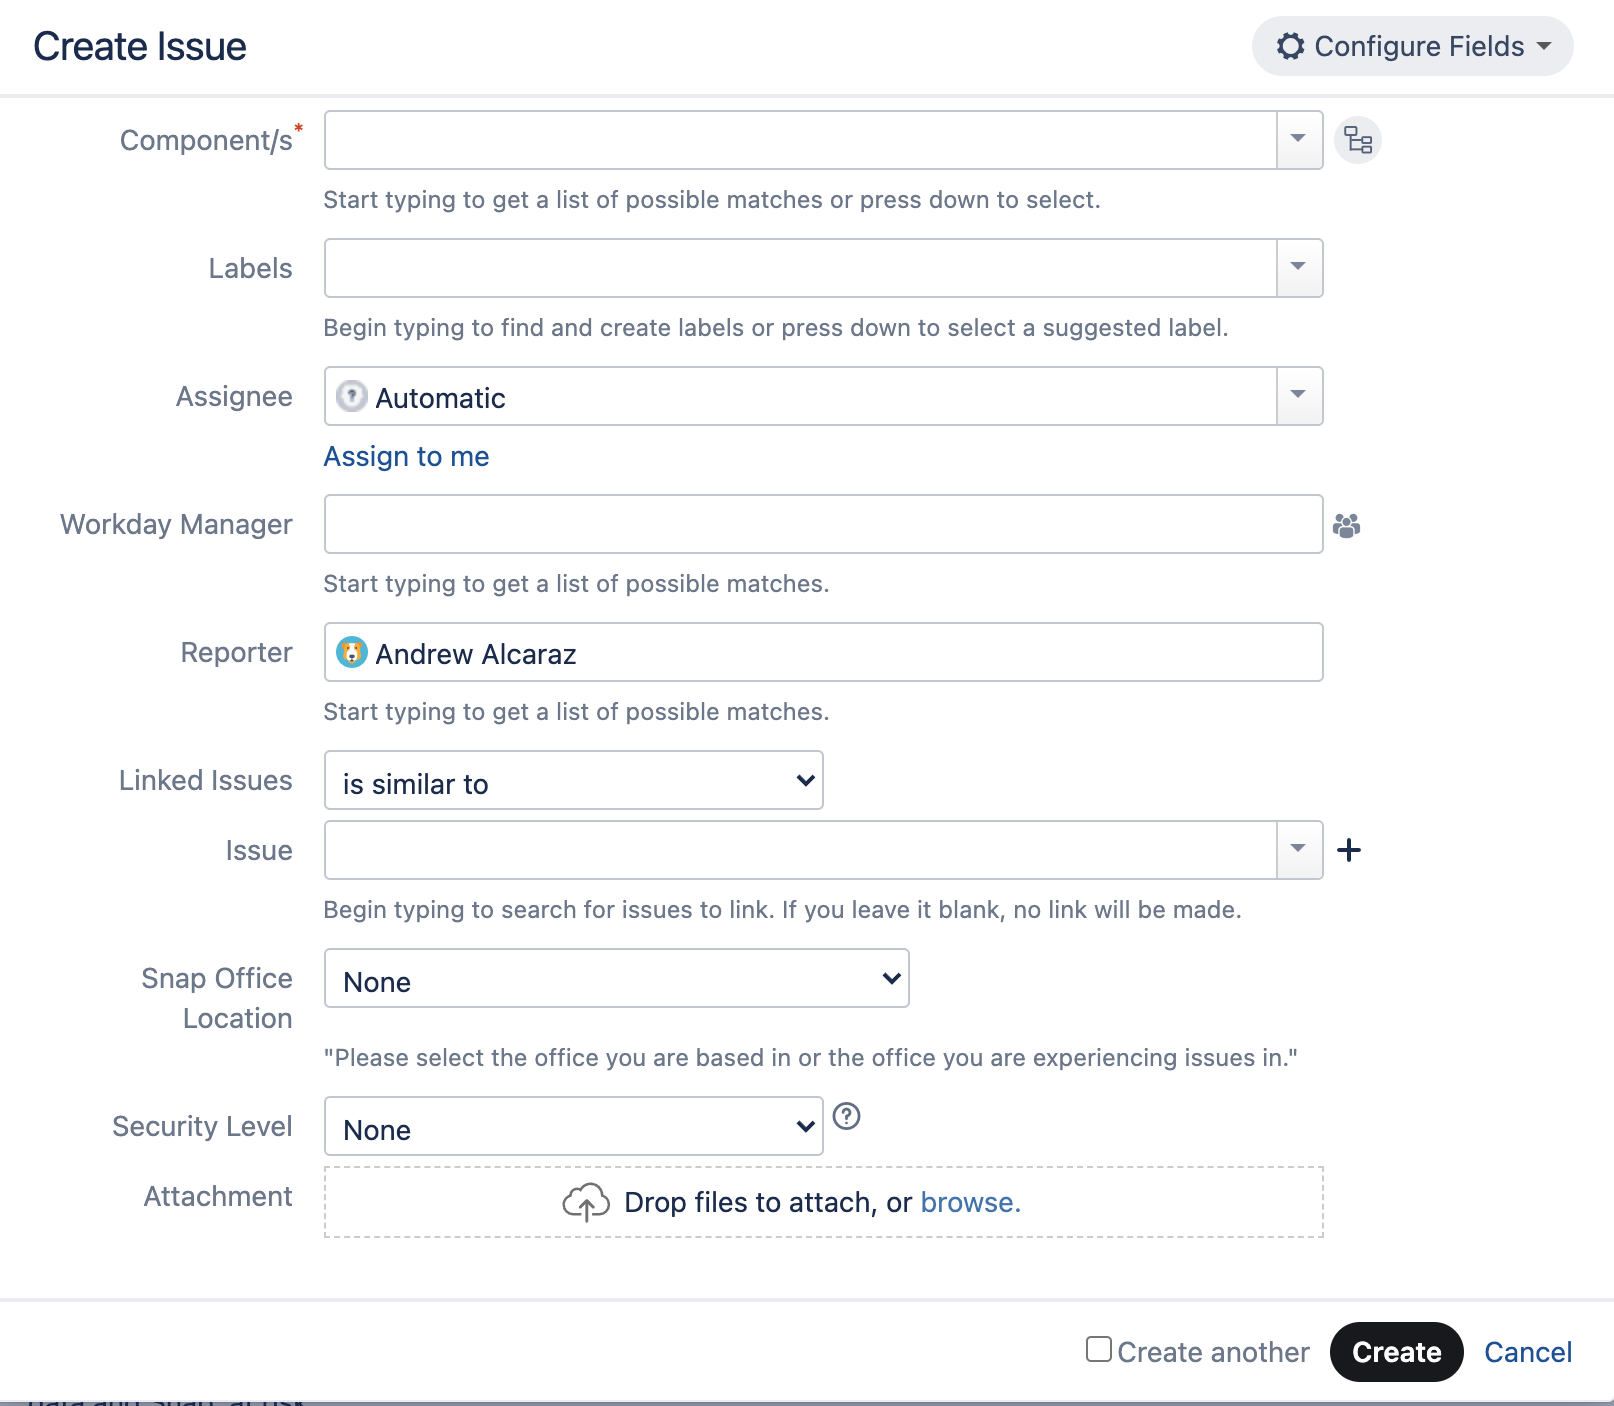 Create Issue
Configure Fields
Component/s*
Start typing to get a list of possible matches or press down to select.
Labels
Begin typing to find and create labels or press down to select a suggested label.
Assignee
Automatic
Assign to me
Workday Manager
Start typing to get a list of possible matches.
Reporter
Andrew Alcaraz
Start typing to get a list of possible matches.
Linked Issues
is similar to
Issue
Begin typing to search for issues to link. If you leave it blank, no link will be made.
Snap Office
Location
None
"Please select the office you are based in or the office you are experiencing issues in."
Security Level
None
Attachment
Drop files to attach, or browse.
Create another
Create
Cancel